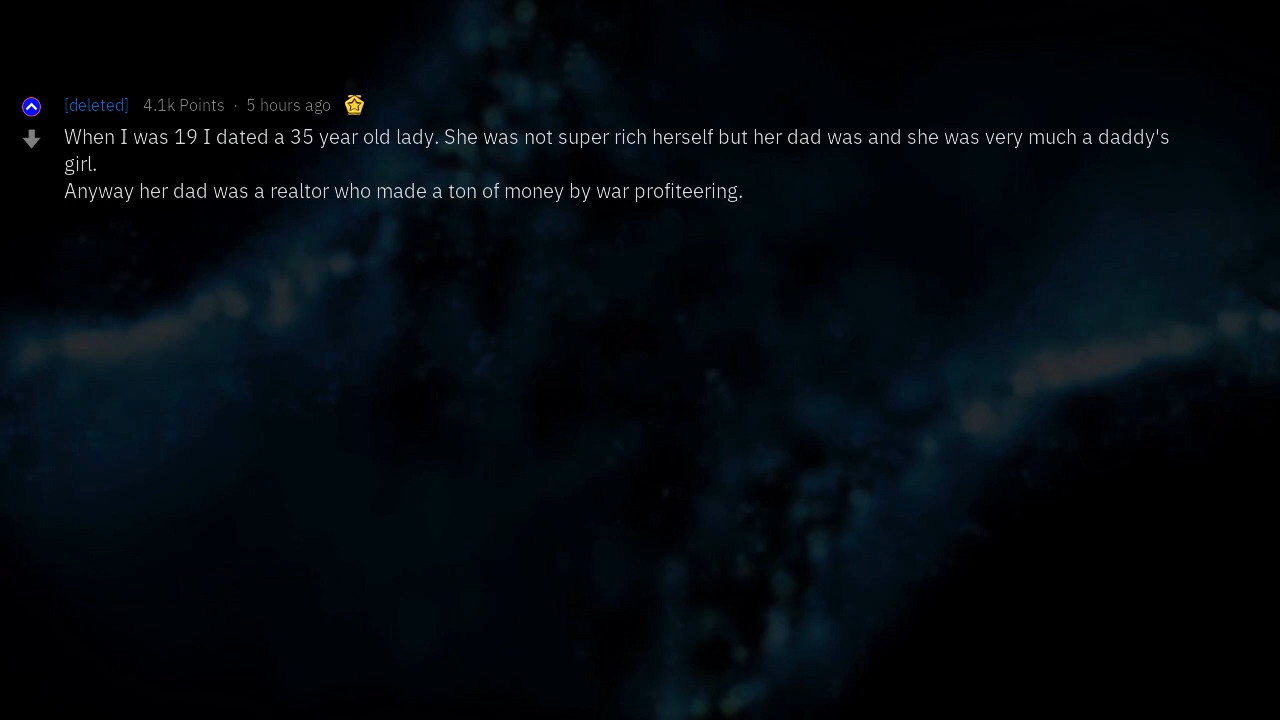 [deleted] 4.1k Points · 5 hours ago
When I was 19 I dated a 35 year old lady. She was not super rich herself but her dad was and she was very much a daddy's
girl.
Anyway her dad was a realtor who made a ton of money by war profiteering.